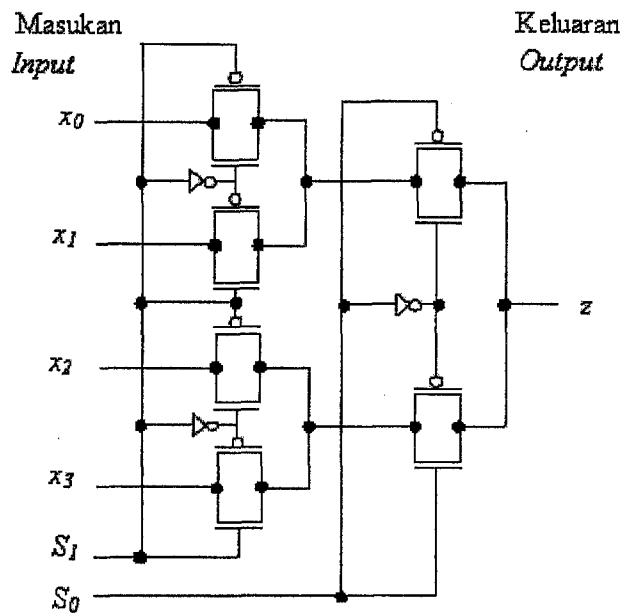 Masukan
Input
Keluaran
Output
x0
x1
x2
x3
S1
S0
z